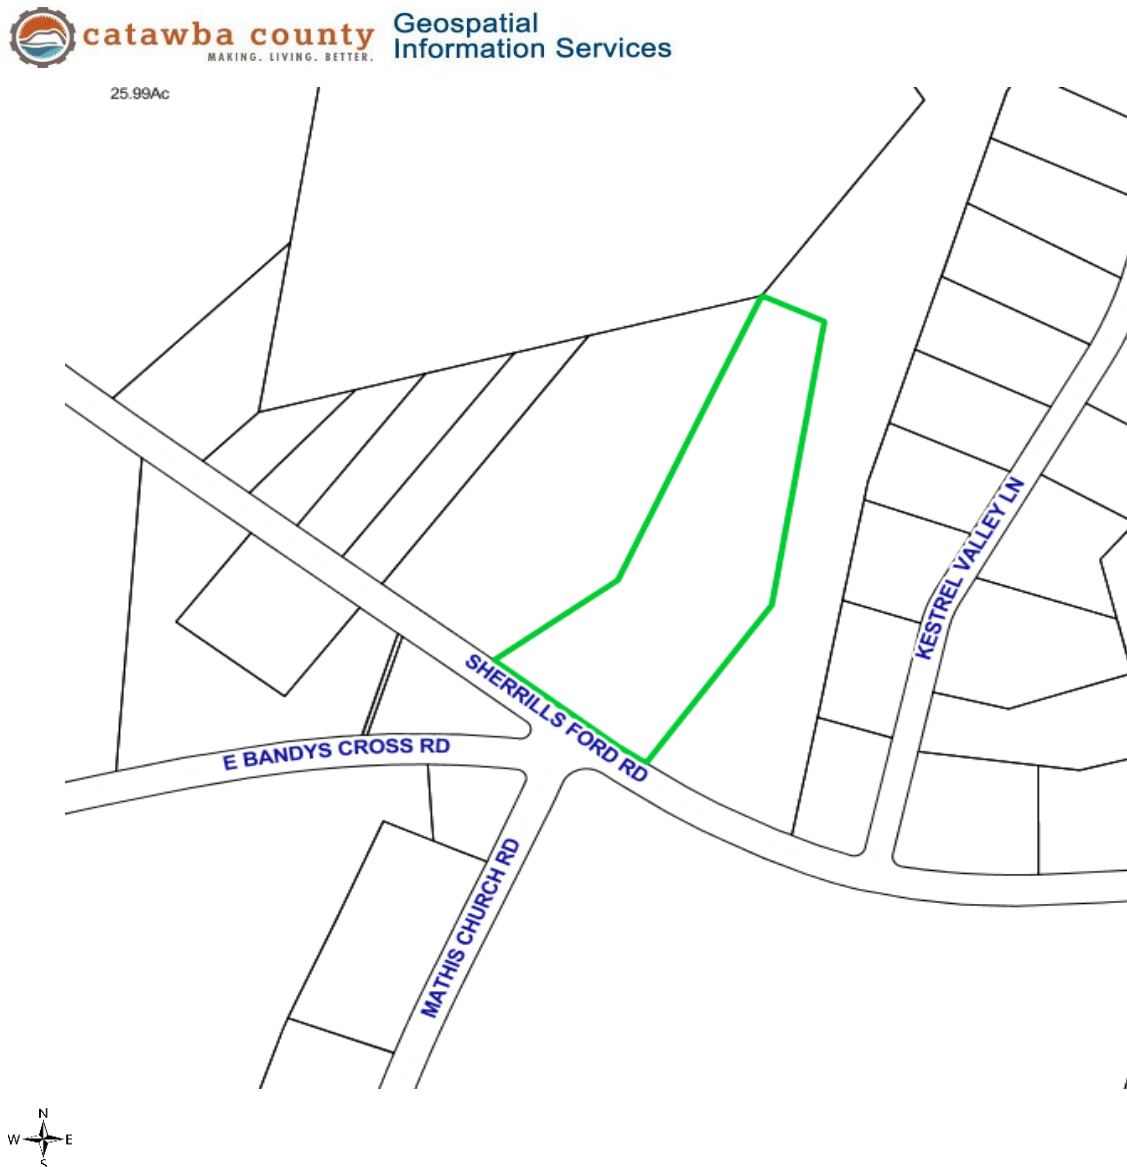 catawba county
MAKING. LIVING. BETTER.
Geospatial
Information Services
25.99Ac
KESTREL VALLEY LN
SHERRILLS FORD RD
E BANDYS CROSS RD
MATHIS CHURCH RD
N
W E
S